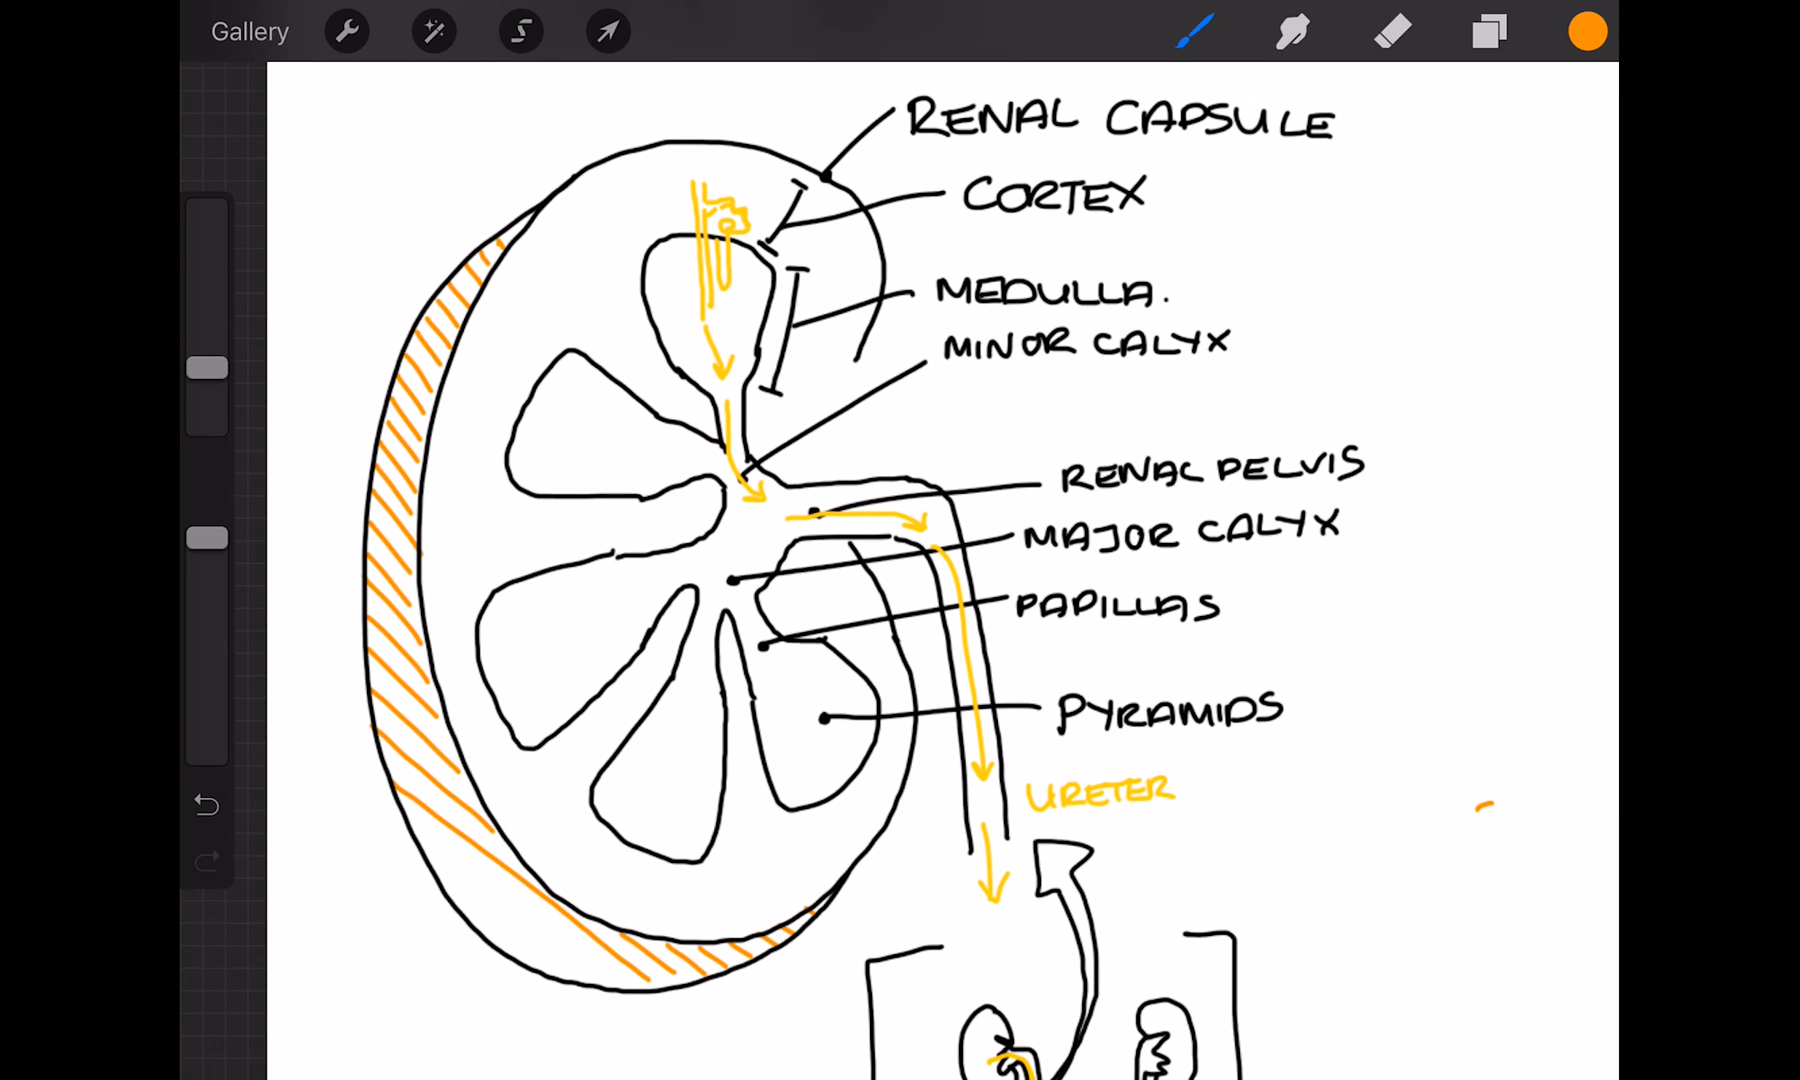 Gallery
RENAL CAPSULE
CORTEX
MEDULLA.
MINOR CALYX
RENAL PELVIS
MAJOR CALYX
PAPILLAS
PYRAMIDS
URETER